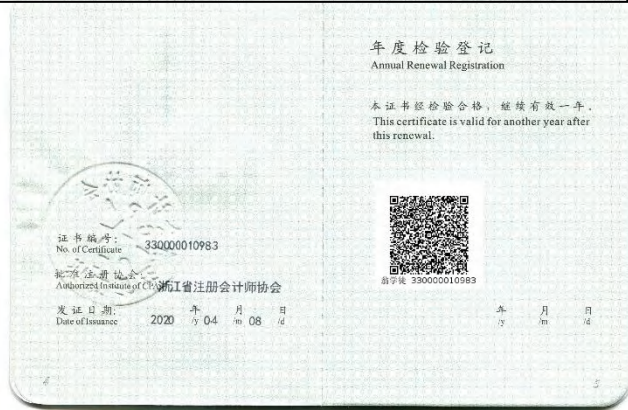 证书编号:
No. of Certificate
330000010983
批准注册协会:
Authorized Institute of CPAs
浙江省注册会计师协会
发证日期:
Date of Issuance
2020 年 04 月 08 日
/y /m /d
4
年度检验登记
Annual Renewal Registration
本证书经检验合格，继续有效一年。
This certificate is valid for another year after
this renewal.
330000010983
年 月 日
/y /m /d
5